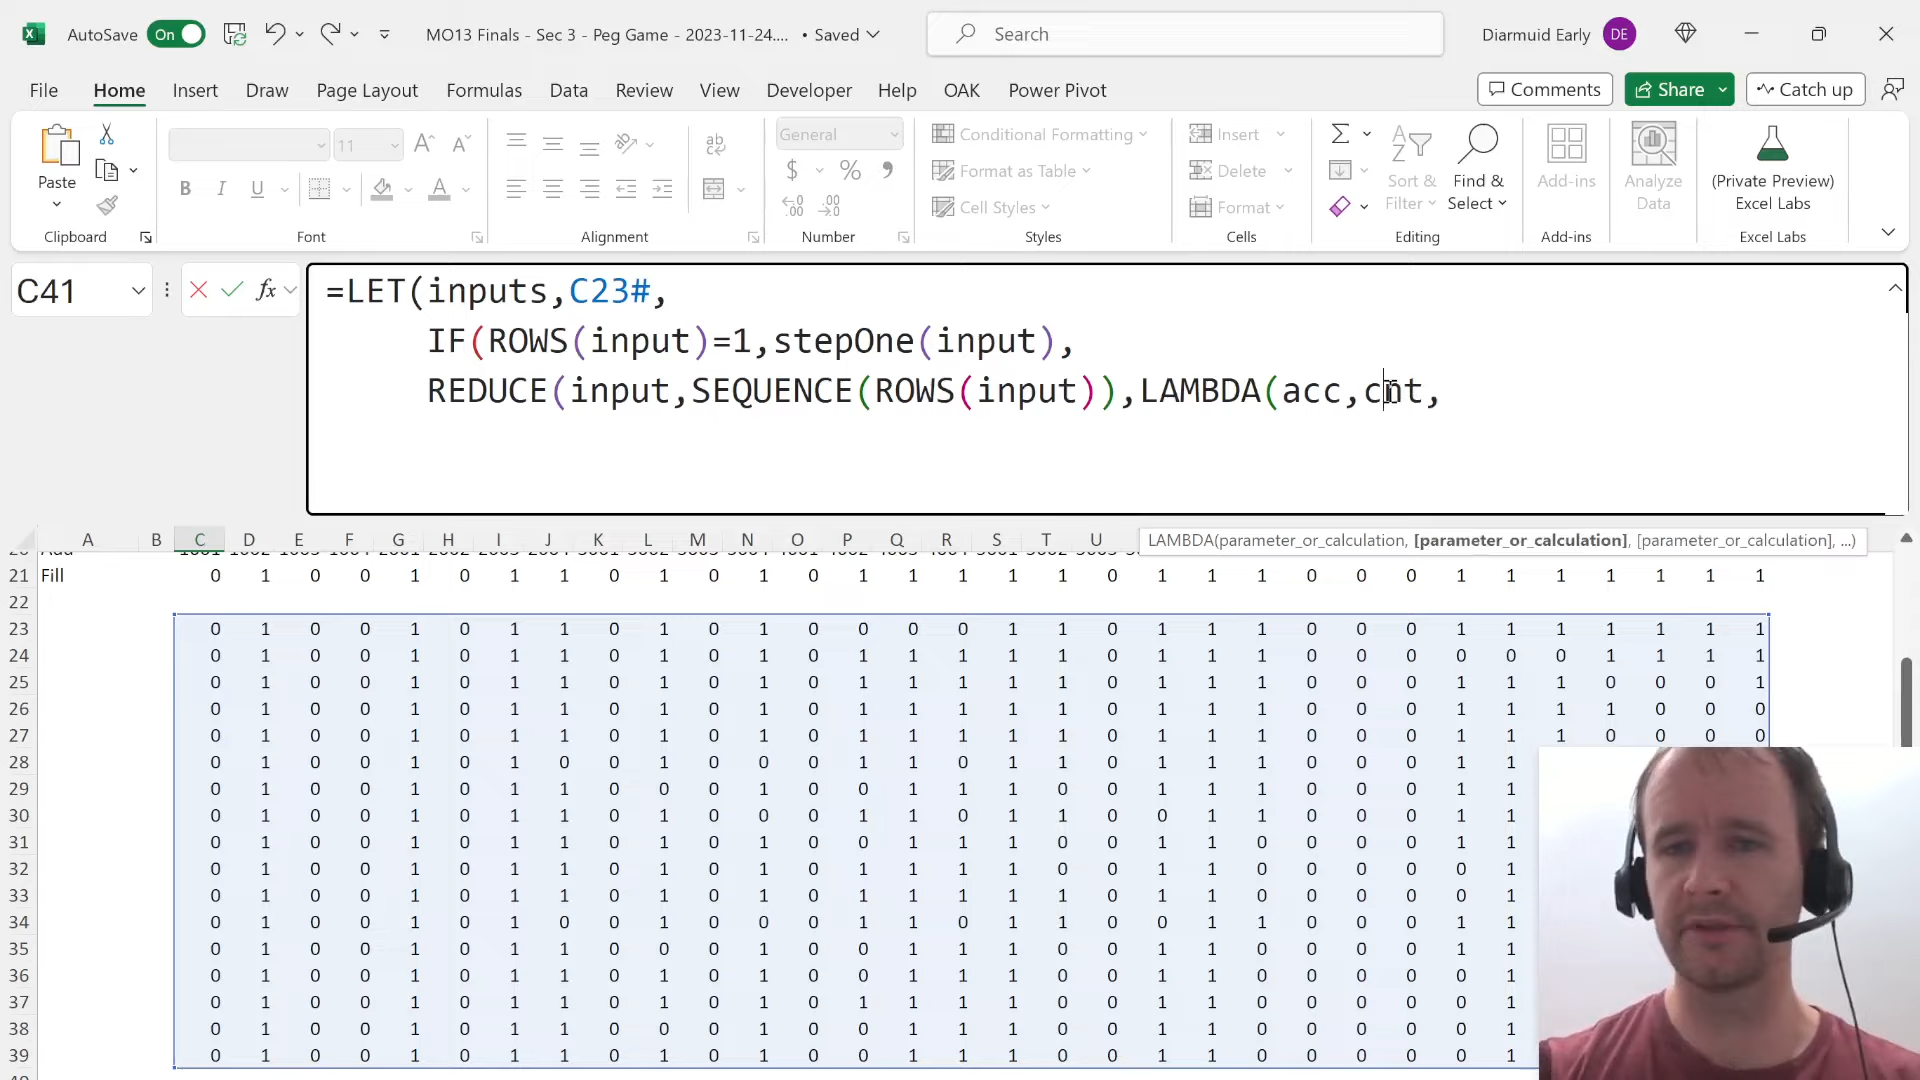 AutoSave On MO13 Finals - Sec 3 - Peg Game - 2023-11-24.... • Saved Search Diarmuid Early DE
File Home Insert Draw Page Layout Formulas Data Review View Developer Help OAK Power Pivot Comments Share Catch up
Paste
Clipboard
11
B I U A
Font
ab
Alignment
General
$ % 9
.00
Number
Conditional Formatting
Format as Table
Cell Styles
Styles
Insert
Delete
Format
Cells
Sort & Filter
Find & Select
Editing
Add-ins
Add-ins
Analyze Data
(Private Preview) Excel Labs
Excel Labs
C41 fx =LET(inputs,C23#,
IF(ROWS(input)=1,stepOne(input),
REDUCE(input,SEQUENCE(ROWS(input)),LAMBDA(acc,cnt,
LAMBDA(parameter_or_calculation, [parameter_or_calculation], [parameter_or_calculation], ...)
A B C D E F G H I J K L M N O P Q R S T U
21 Fill 0 1 0 0 1 0 1 1 0 1 0 1 0 1 1 1 1 1 0 1 1 1 0 0 0 1 1 1 1 1 1 1
22
23 0 1 0 0 1 0 1 1 0 1 0 1 0 0 0 0 1 1 0 1 1 1 0 0 0 1 1 1 1 1 1 1
24 0 1 0 0 1 0 1 1 0 1 0 1 0 1 1 1 1 1 0 1 1 1 0 0 0 0 0 0 1 1 1 1
25 0 1 0 0 1 0 1 1 0 1 0 1 0 1 1 1 1 1 0 1 1 1 0 0 0 1 1 1 0 0 0 1
26 0 1 0 0 1 0 1 1 0 1 0 1 0 1 1 1 1 1 0 1 1 1 0 0 0 1 1 1 1 0 0 0
27 0 1 0 0 1 0 1 1 0 1 0 1 0 1 1 1 1 1 0 1 1 1 0 0 0 1 1 1 0 0 0 0
28 0 1 0 0 1 0 1 0 0 1 0 0 0 1 1 0 1 1 0 1 1 1 0 0 0 1 1
29 0 1 0 0 1 0 1 1 0 0 0 1 0 0 1 1 1 0 0 1 1 1 0 0 0 1 1
30 0 1 0 0 1 0 1 1 0 1 0 0 0 1 1 0 1 1 0 0 1 1 0 0 0 1 1
31 0 1 0 0 1 0 1 1 0 1 0 1 0 0 1 1 1 0 0 1 1 0 0 0 0 1 1
32 0 1 0 0 1 0 1 1 0 1 0 1 0 1 1 1 1 0 0 1 1 0 0 0 0 0 1
33 0 1 0 0 1 0 1 1 0 1 0 1 0 1 1 1 1 0 0 1 1 0 0 0 0 0 1
34 0 1 0 0 1 0 1 0 0 1 0 0 0 1 1 0 1 1 0 0 1 1 0 0 0 1 1
35 0 1 0 0 1 0 1 1 0 0 0 1 0 0 1 1 1 0 0 1 1 0 0 0 0 1 1
36 0 1 0 0 1 0 1 1 0 1 0 1 0 0 1 1 1 0 0 1 1 0 0 0 0 0 1
37 0 1 0 0 1 0 1 1 0 1 0 1 0 1 1 1 1 0 0 1 1 0 0 0 0 0 1
38 0 1 0 0 1 0 1 1 0 0 0 1 0 0 1 1 1 0 0 1 1 0 0 0 0 0 1
39 0 1 0 0 1 0 1 1 0 1 0 1 0 0 1 1 1 0 0 1 1 0 0 0 0 0 1